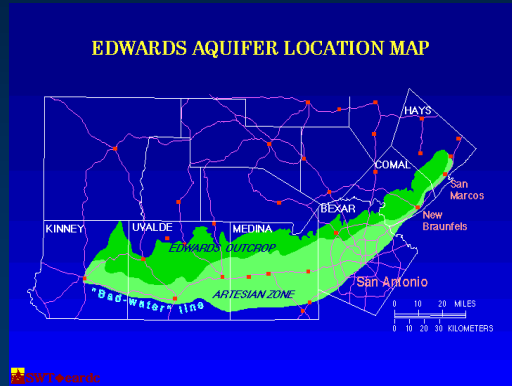 EDWARDS AQUIFER LOCATION MAP
HAYS
COMAL
San
Marcos
BEXAR
New
Braunfels
KINNEY
UVALDE
MEDINA
EDWARDS OUTCROP
San Antonio
"Bad-water" line
ARTESIAN ZONE
0 10 20 MILES
0 10 20 30 KILOMETERS